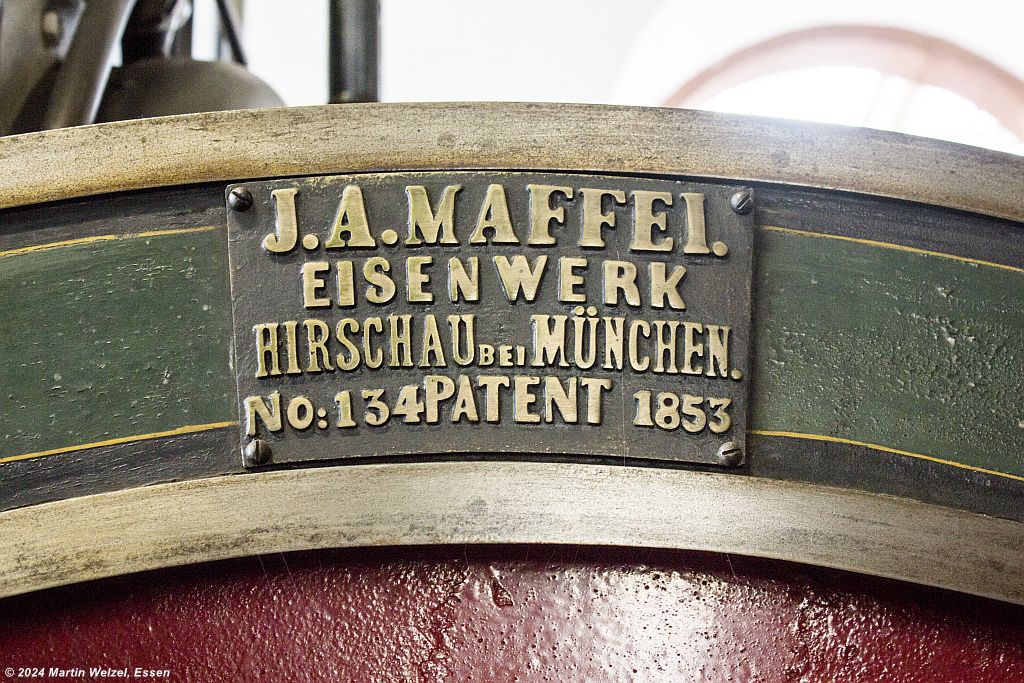 J.A.MAFFEI.
EISENWERK
HIRSCHAU BEI MÜNCHEN.
NO: 134 PATENT 1853
© 2024 Martin Welzel, Essen